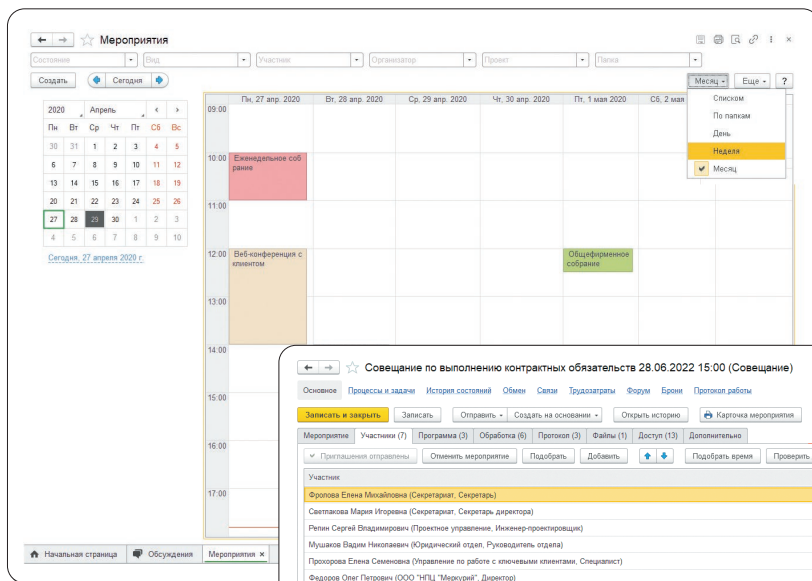 Мероприятия
Состояние Вид Участник Организатор Проект Папка
Создать Сегодня Месяц Еще ?
Списком
По папкам
День
Неделя
Месяц
2020 Апрель
Пн Вт Ср Чт Пт Сб Вс
30 31 1 2 3 4 5
6 7 8 9 10 11 12
13 14 15 16 17 18 19
20 21 22 23 24 25 26
27 28 29 30 1 2 3
4 5 6 7 8 9 10
Сегодня, 27 апреля 2020 г.
Пн, 27 апр. 2020 Вт, 28 апр. 2020 Ср, 29 апр. 2020 Чт, 30 апр. 2020 Пт, 1 мая 2020 Сб, 2 мая
09:00
10:00 Еженедельное соб
рание
11:00
12:00 Веб-конференция с Общефирменное
клиентом собрание
13:00
14:00
15:00
16:00
17:00
Начальная страница Обсуждения Мероприятия ×
Совещание по выполнению контрактных обязательств 28.06.2022 15:00 (Совещание)
Основное Процессы и задачи История состояний Обмен Связи Трудозатраты Форум Брони Протокол работы
Записать и закрыть Записать Отправить Создать на основании Открыть историю Карточка мероприятия
Мероприятие Участники (7) Программа (3) Обработка (6) Протокол (3) Файлы (1) Доступ (13) Дополнительно
Приглашения отправлены Отменить мероприятие Подобрать Добавить Подобрать время Проверить
Участник
Фролова Елена Михайловна (Секретариат, Секретарь)
Светлакова Мария Игоревна (Секретариат, Секретарь директора)
Репин Сергей Владимирович (Проектное управление, Инженер-проектировщик)
Мушаков Вадим Николаевич (Юридический отдел, Руководитель отдела)
Прохорова Елена Семеновна (Управление по работе с ключевыми клиентами, Специалист)
Федоров Олег Петрович (ООО "НПЦ "Меркурий", Директор)